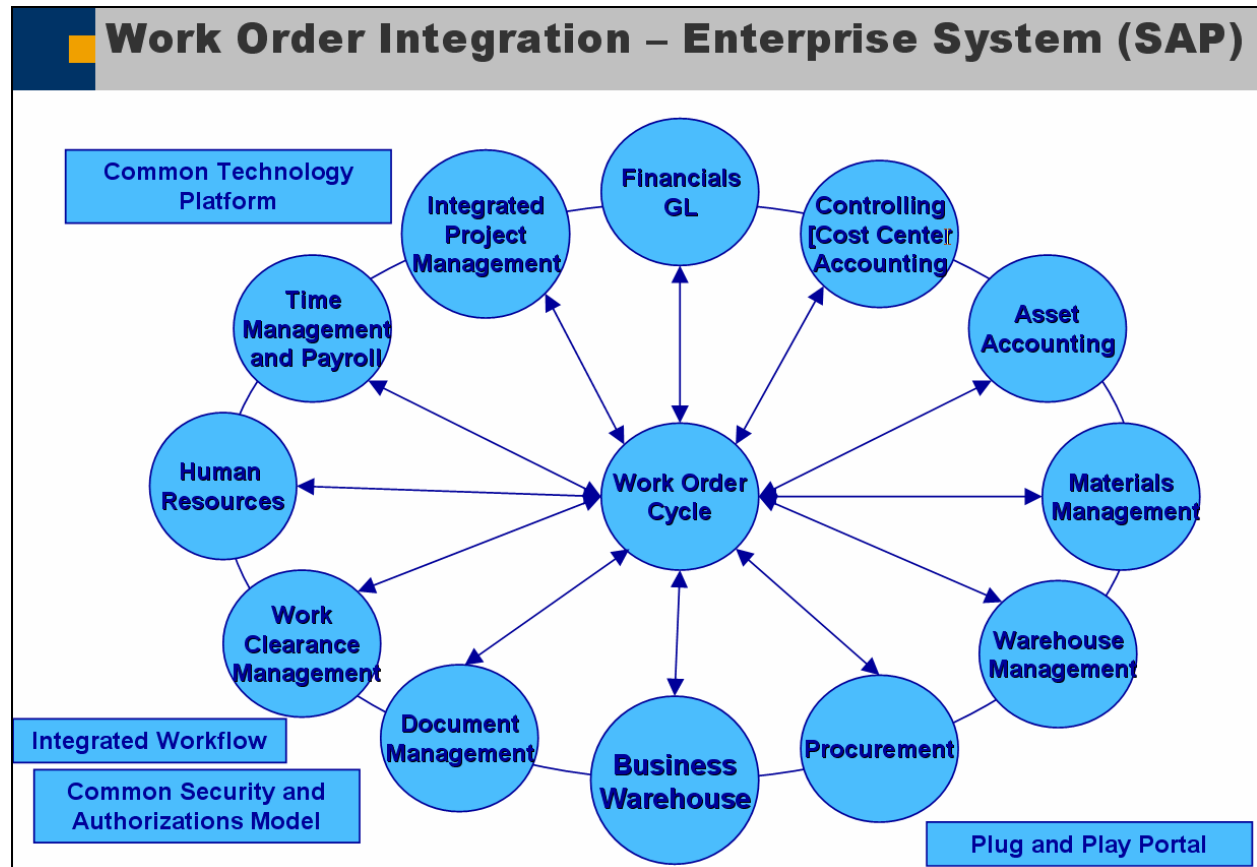 Work Order Integration – Enterprise System (SAP)
Common Technology
Platform
Integrated
Project
Management
Financials
GL
Controlling
[Cost Center
Accounting
Time
Management
and Payroll
Asset
Accounting
Human
Resources
Work Order
Cycle
Materials
Management
Work
Clearance
Management
Warehouse
Management
Document
Management
Business
Warehouse
Procurement
Integrated Workflow
Common Security and
Authorizations Model
Plug and Play Portal